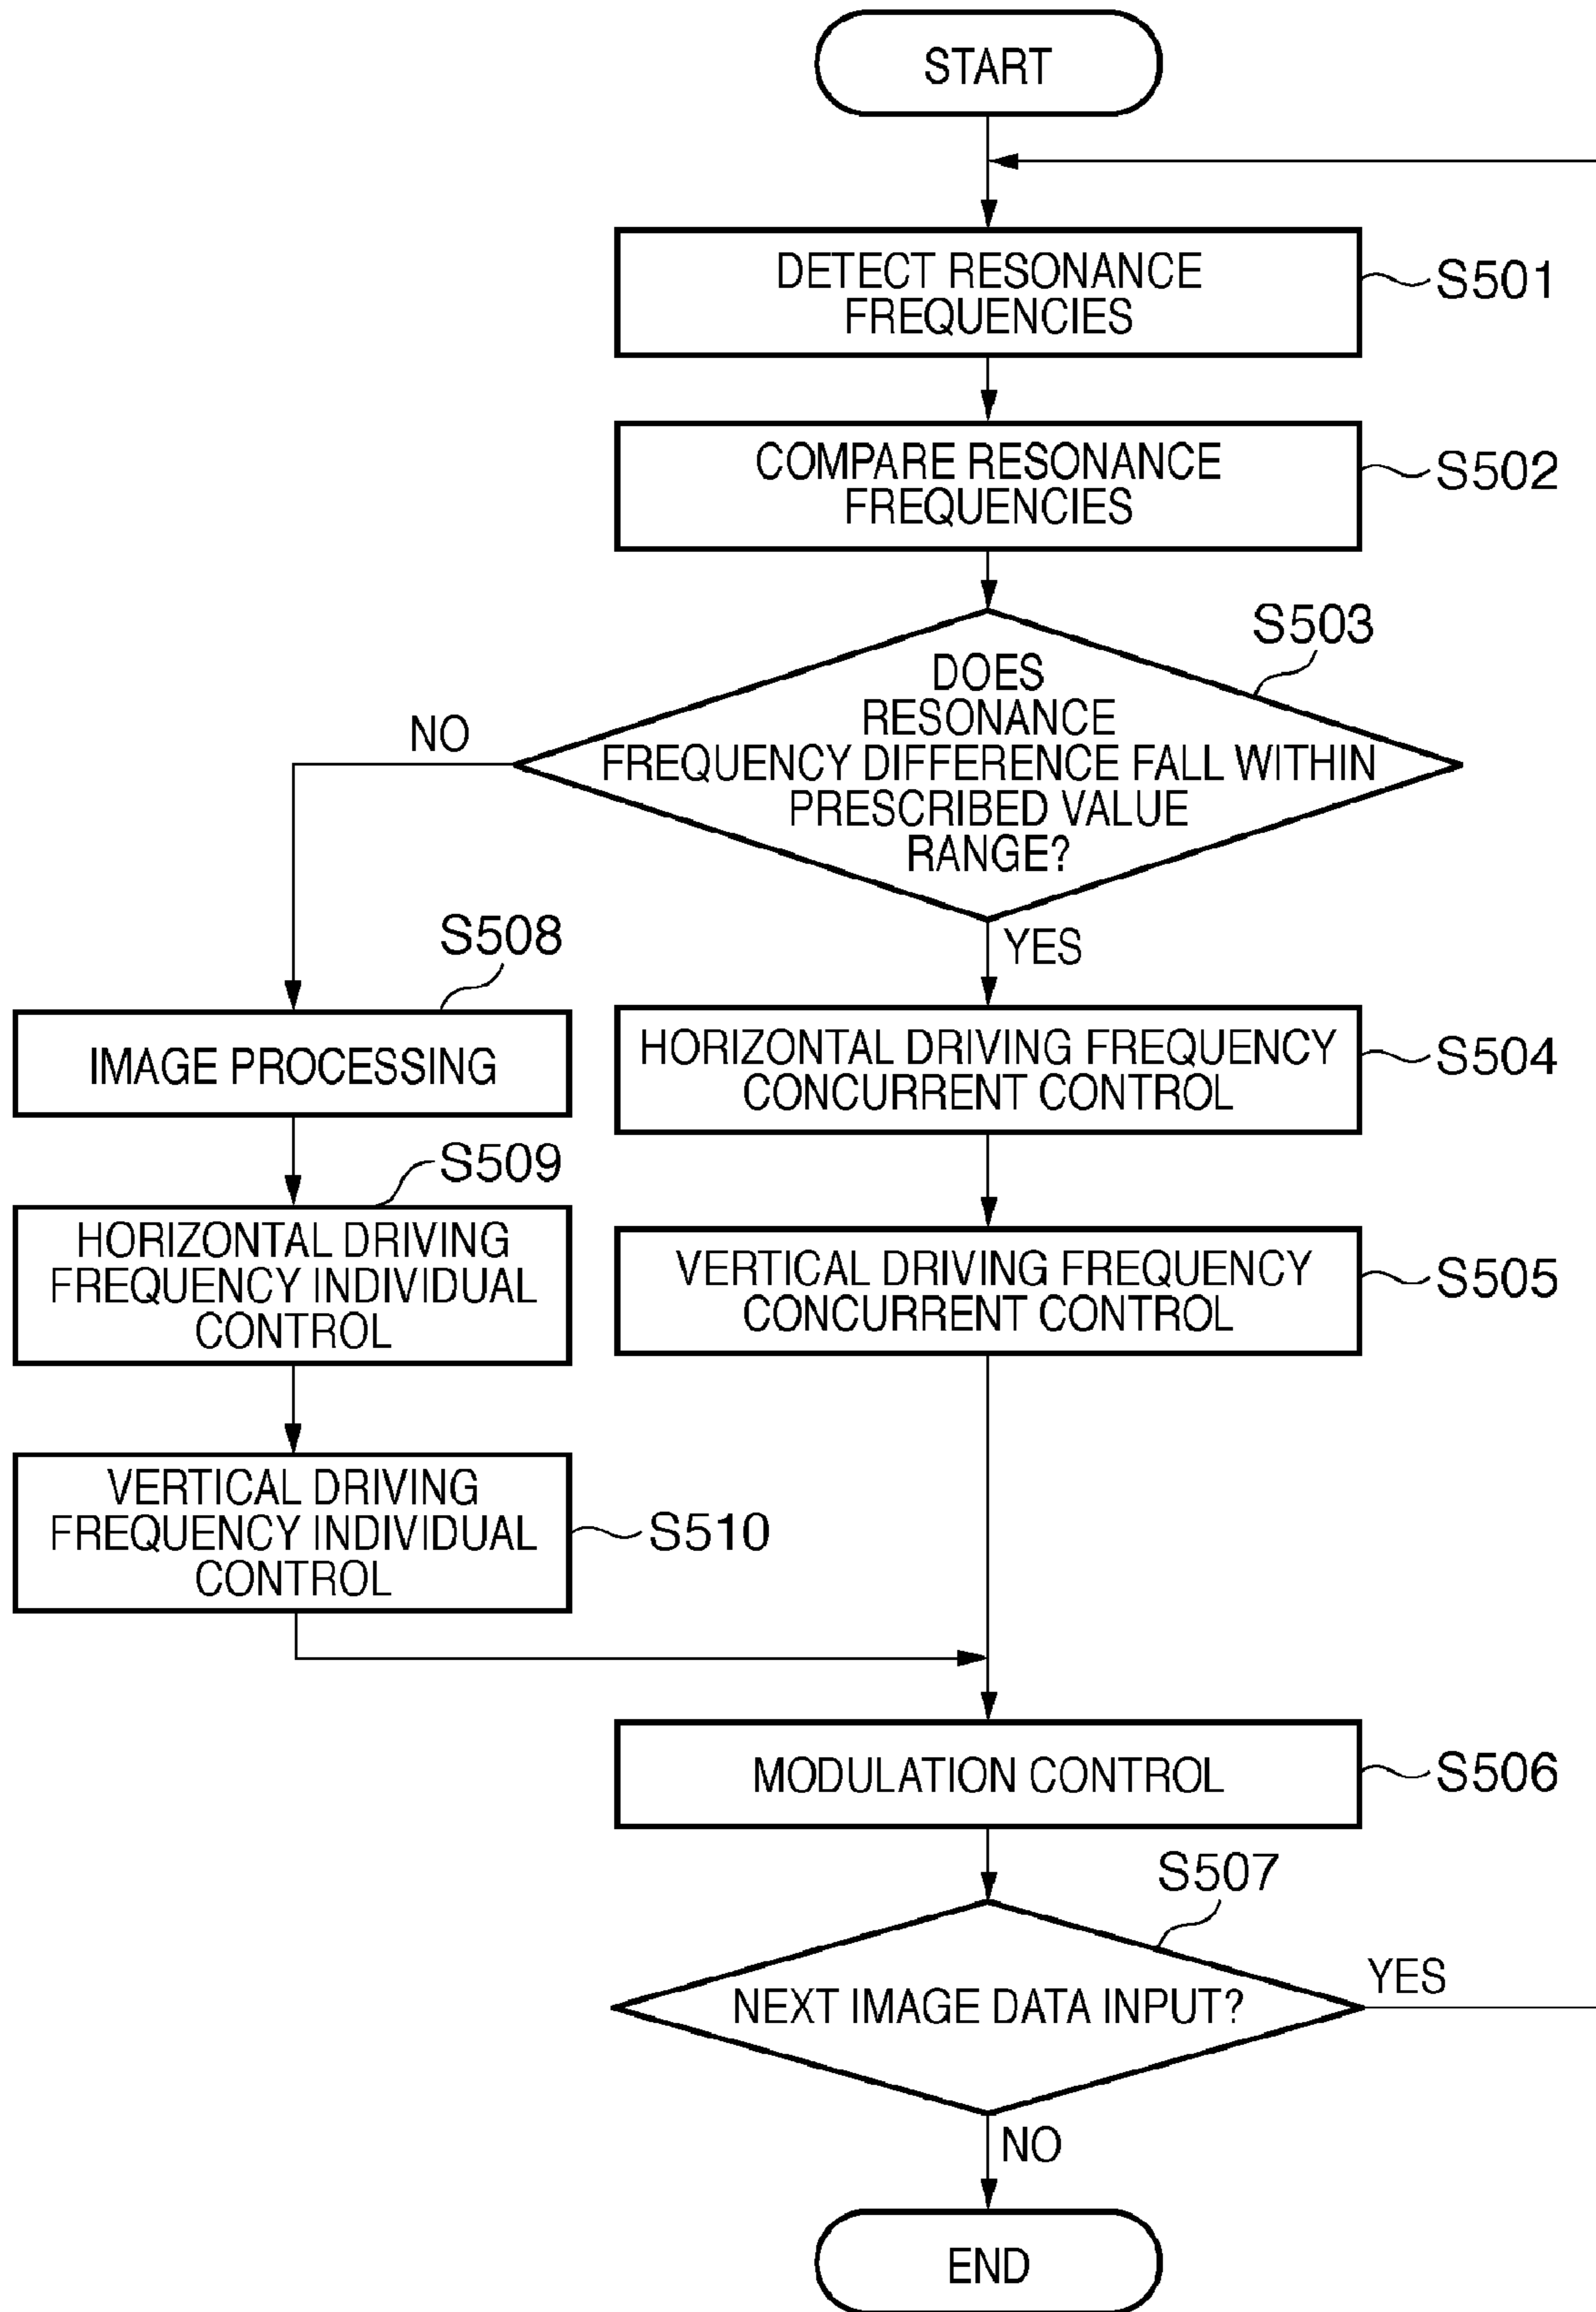 START
DETECT RESONANCE
FREQUENCIES
S501
COMPARE RESONANCE
FREQUENCIES
S502
S503
DOES
RESONANCE
FREQUENCY DIFFERENCE FALL WITHIN
PRESCRIBED VALUE
RANGE?
NO
YES
S508
IMAGE PROCESSING
HORIZONTAL DRIVING FREQUENCY
CONCURRENT CONTROL
S504
S509
HORIZONTAL DRIVING
FREQUENCY INDIVIDUAL
CONTROL
VERTICAL DRIVING FREQUENCY
CONCURRENT CONTROL
S505
VERTICAL DRIVING
FREQUENCY INDIVIDUAL
CONTROL
S510
MODULATION CONTROL
S506
S507
NEXT IMAGE DATA INPUT?
YES
NO
END